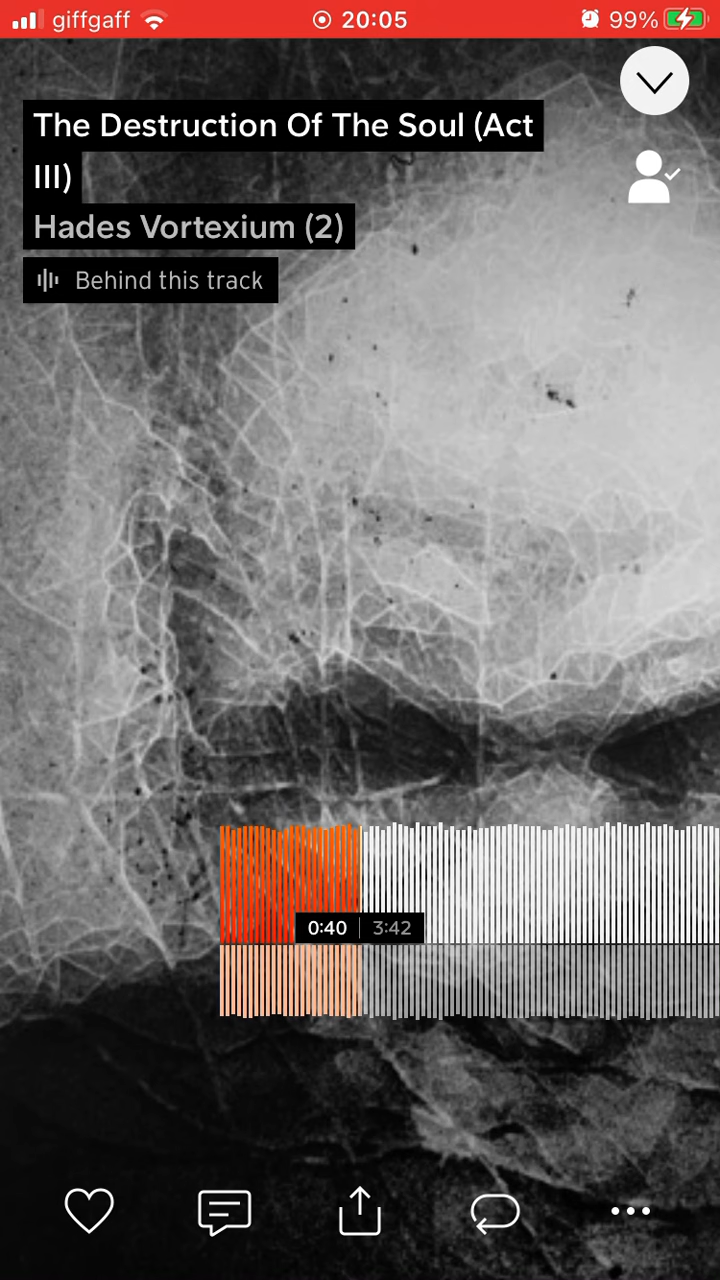 giffgaff 20:05 99%
The Destruction Of The Soul (Act
III)
Hades Vortexium (2)
Behind this track
0:40 3:42